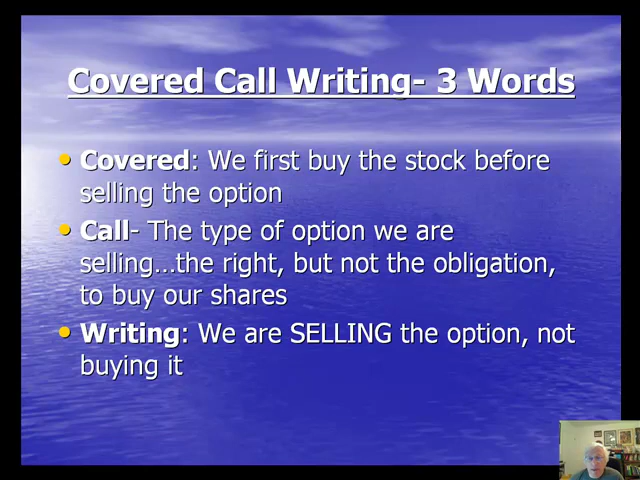 Covered Call Writing- 3 Words
Covered: We first buy the stock before
selling the option
Call- The type of option we are
selling…the right, but not the obligation,
to buy our shares
Writing: We are SELLING the option, not
buying it